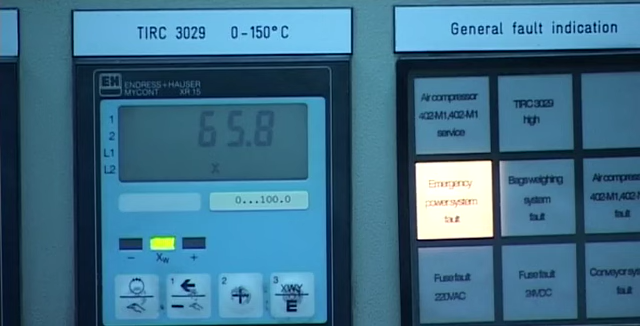 TIRC 3029 0-150°C
General fault indication
EH ENDRESS+HAUSER
MYCONT XR 15
1
2
L1
L2
65.8
X
0...100.0
- Xw +
1
2
3
XWY
E
Air compressor
402-M1,402-M1
service
TIRC 3029
high
Emergency
power system
fault
Bags weighing
system
fault
Air compress
402-M1,402-M1
fault
Fuse fault
220VAC
Fuse fault
24VDC
Conveyor sys
fault